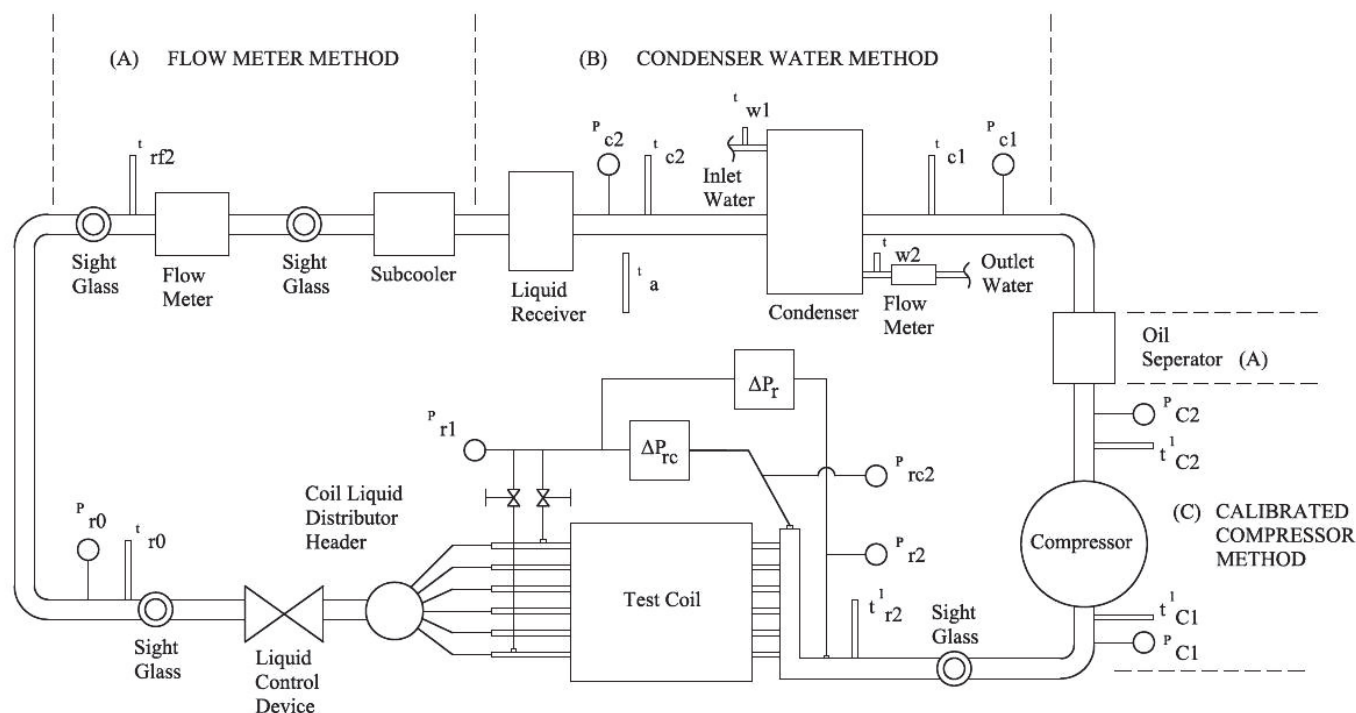 (A) FLOW METER METHOD
(B) CONDENSER WATER METHOD
t rf2
P c2
t c2
t w1
Inlet
Water
t c1
P c1
Sight
Glass
Flow
Meter
Sight
Glass
Subcooler
Liquid
Receiver
t a
Condenser
t w2
Flow
Meter
Outlet
Water
Oil
Seperator (A)
ΔP r
P C2
t 1 C2
P r1
ΔP rc
P rc2
Coil Liquid
Distributor
Header
P r0
t r0
(C) CALIBRATED
COMPRESSOR
METHOD
Compressor
P r2
Test Coil
t 1 r2
Sight
Glass
t 1 C1
P C1
Sight
Glass
Liquid
Control
Device